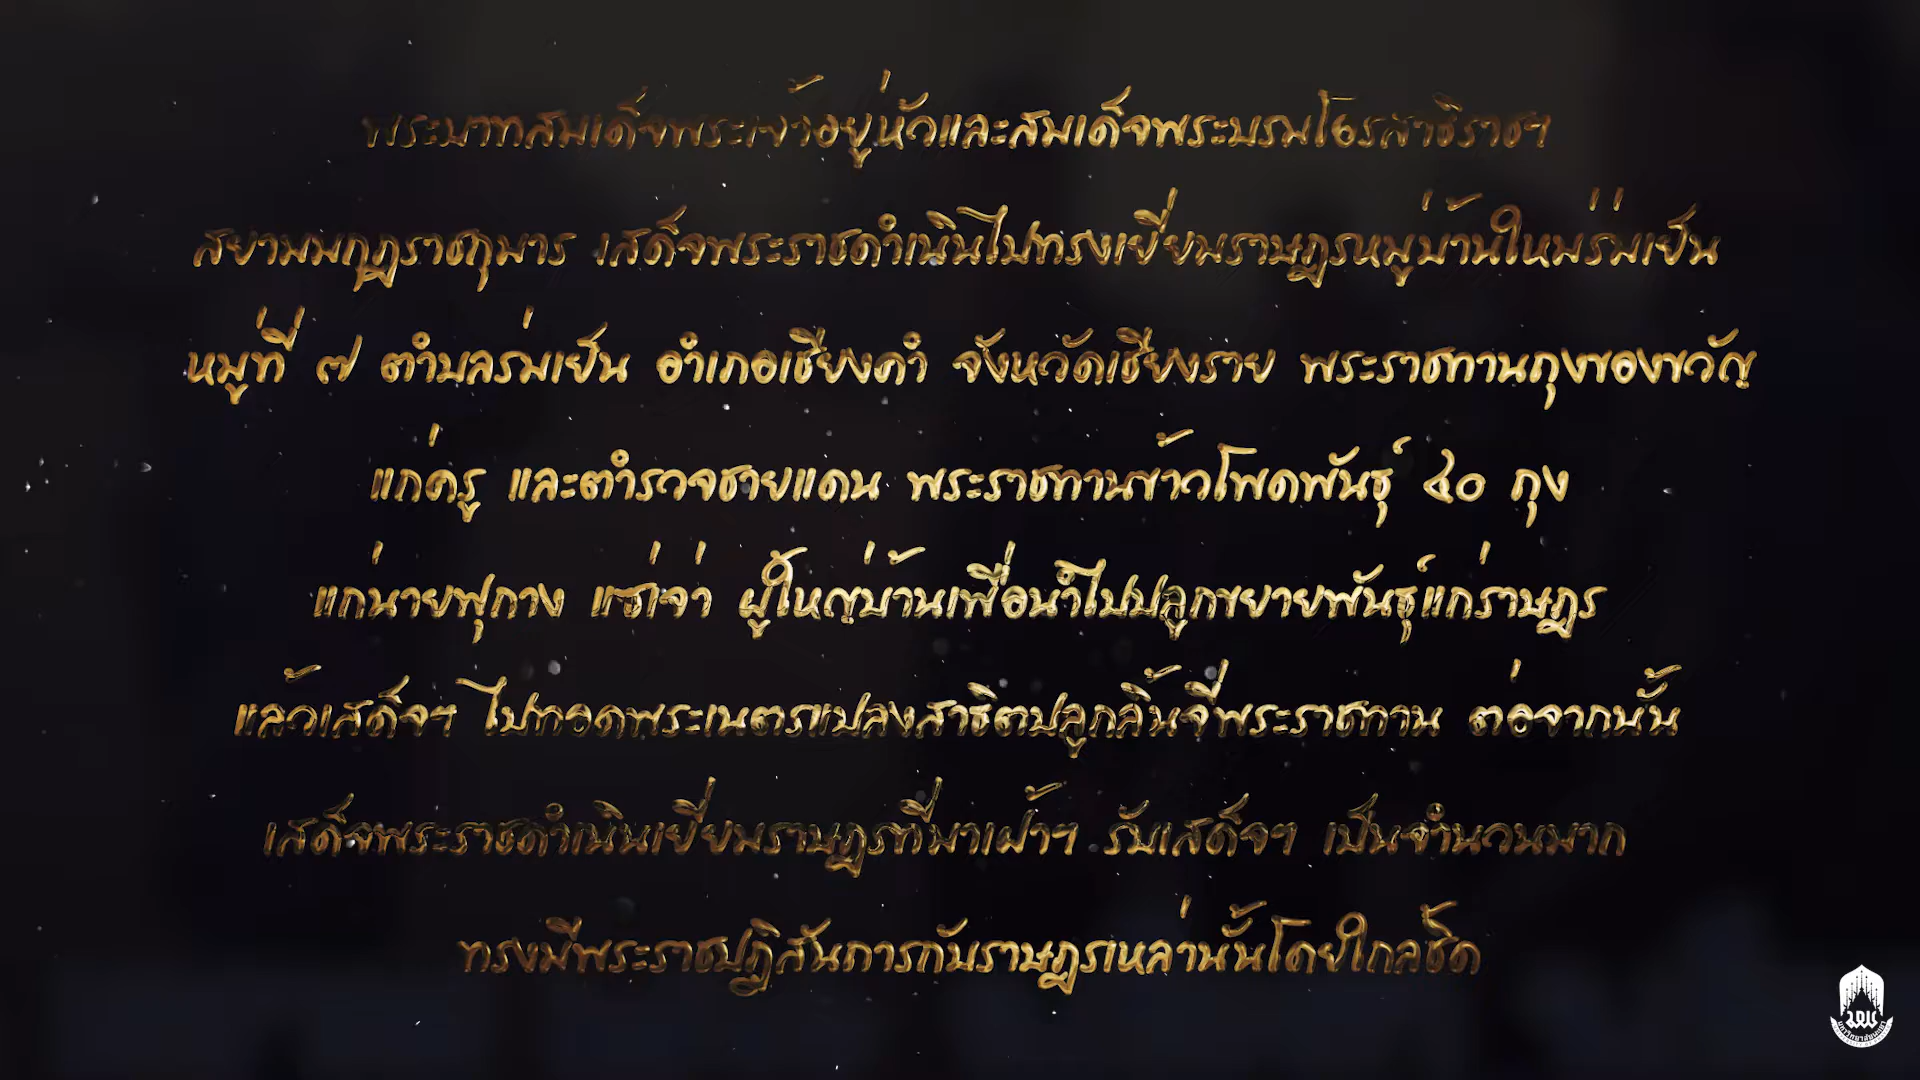 พระบาทสมเด็จพระเจ้าอยู่หัวและสมเด็จพระบรมโอรสาธิราชฯ
สยามมกุฎราชกุมาร เสด็จพระราชดำเนินไปทรงเยี่ยมราษฎรหมู่บ้านใหม่ร่มเย็น
หมู่ที่ ๗ ตำบลร่มเย็น อำเภอเชียงคำ จังหวัดเชียงราย พระราชทานถุงของขวัญ
แก่ครู และตำรวจชายแดน พระราชทานข้าวโพดพันธุ์ ๔๐ ถุง
แก่นายฟุกาง แซ่เจ่า ผู้ใหญ่บ้านเพื่อนำไปปลูกขยายพันธุ์แก่ราษฎร
แล้วเสด็จฯ ไปทอดพระเนตรแปลงสาธิตปลูกลิ้นจี่พระราชทาน ต่อจากนั้น
เสด็จพระราชดำเนินเยี่ยมราษฎรที่มาเฝ้าฯ รับเสด็จฯ เป็นจำนวนมาก
ทรงมีพระราชปฏิสันถารกับราษฎรเหล่านั้นโดยใกล้ชิด
มหาวิทยาลัยพะเยา